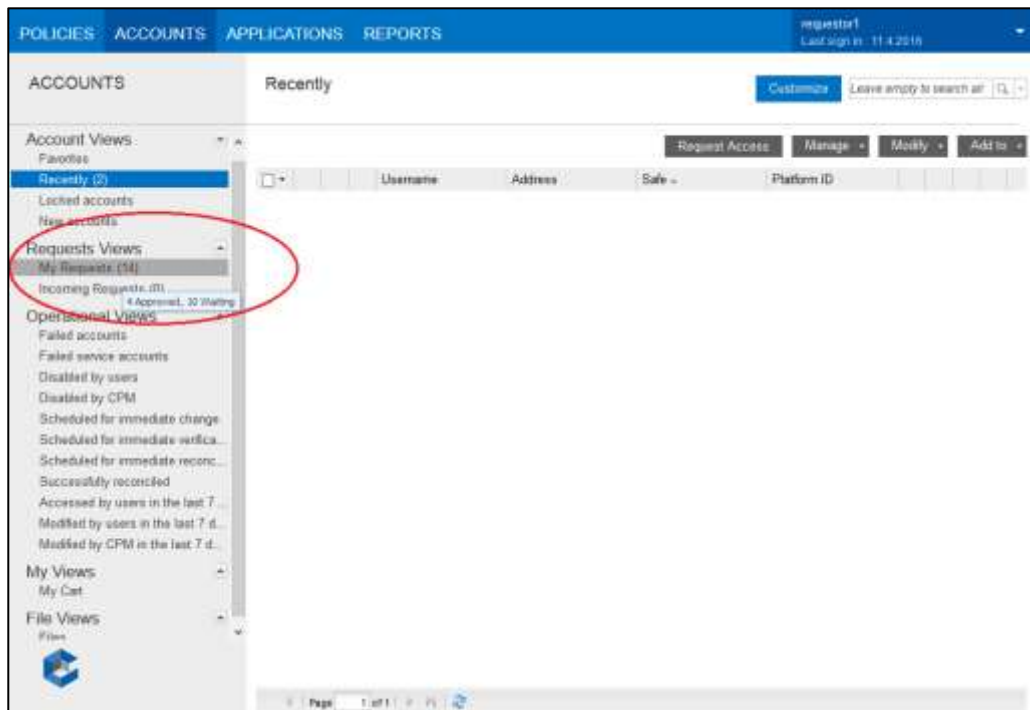 POLICIES ACCOUNTS APPLICATIONS REPORTS
requestor1
Last sign in : 11.4.2016
ACCOUNTS
Recently
Customize
Leave empty to search all
Account Views
Favorites
Recently (2)
Locked accounts
New accounts
Requests Views
My Requests (14)
Incoming Requests (0)
4 Approved, 10 Waiting
Operational Views
Failed accounts
Failed service accounts
Disabled by users
Disabled by CPM
Scheduled for immediate change
Scheduled for immediate verifica...
Scheduled for immediate reconc...
Successfully reconciled
Accessed by users in the last 7 ...
Modified by users in the last 7 d...
Modified by CPM in the last 7 d...
My Views
My Cart
File Views
Files
Request Access Manage Modify Add to
Username Address Safe Platform ID
Page 1 of 1